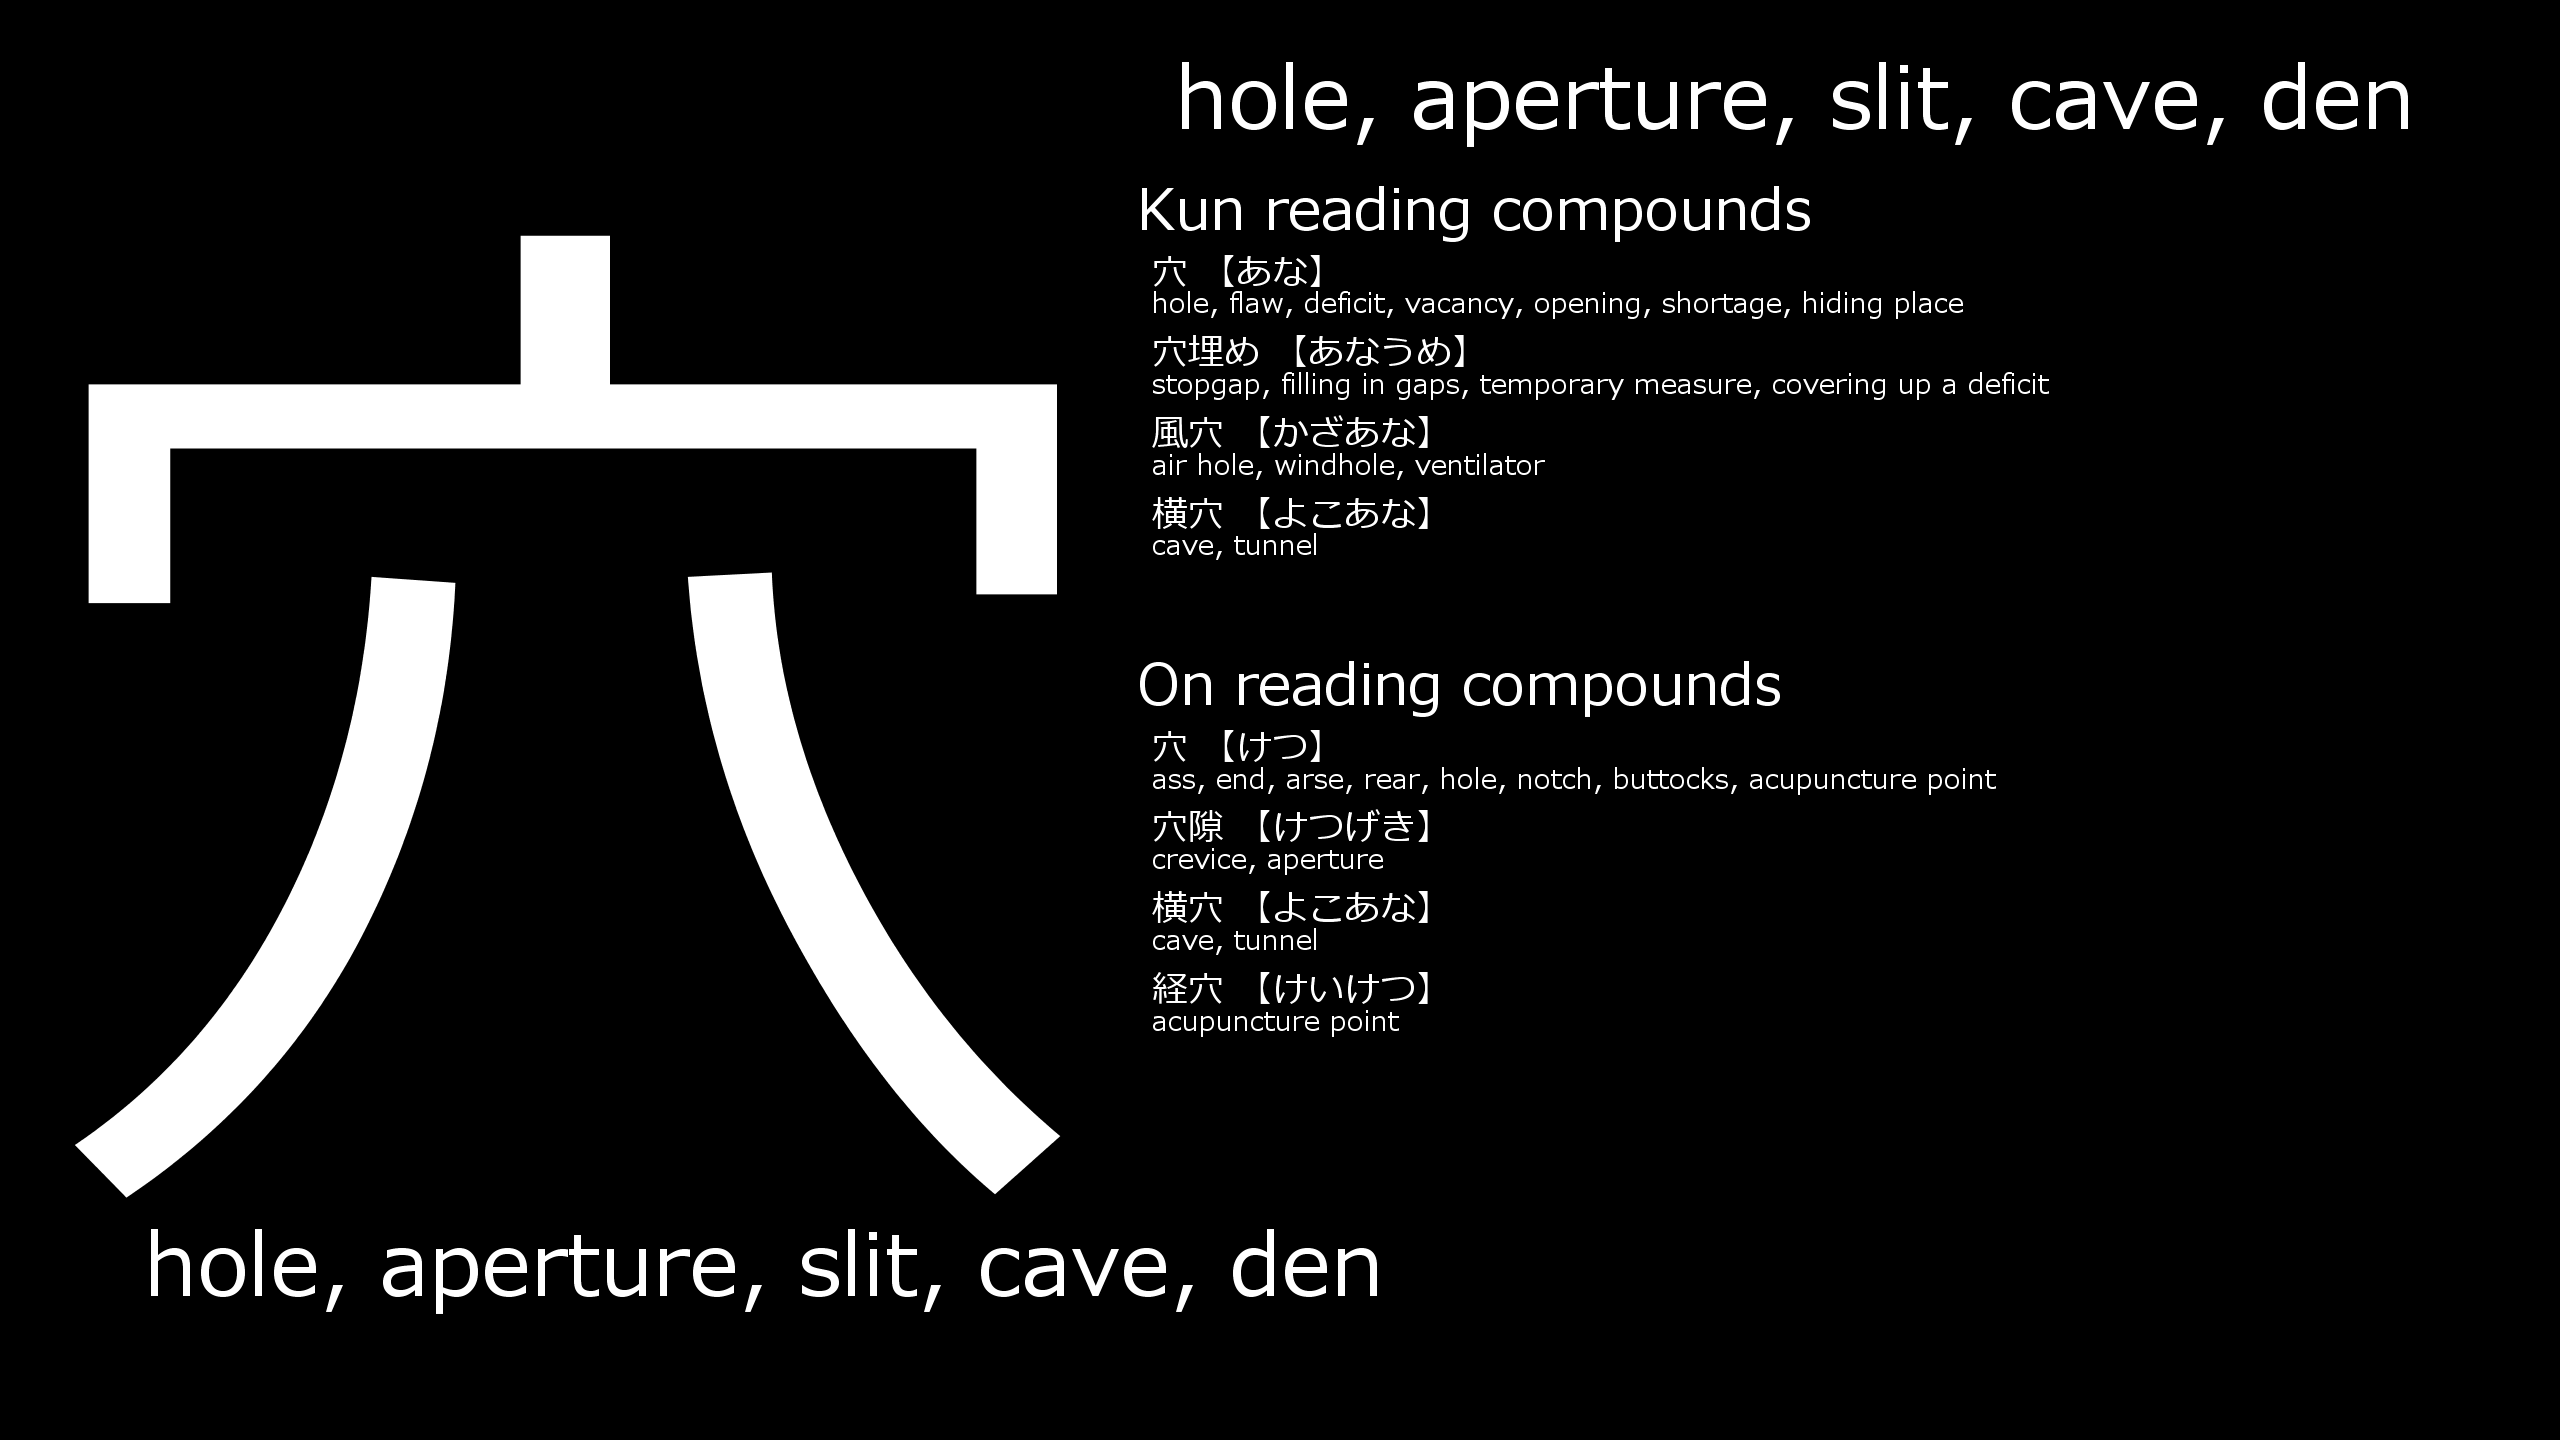 hole, aperture, slit, cave, den
Kun reading compounds
穴 【あな】
hole, flaw, deficit, vacancy, opening, shortage, hiding place
穴埋め 【あなうめ】
stopgap, filling in gaps, temporary measure, covering up a deficit
風穴 【かざあな】
air hole, windhole, ventilator
横穴 【よこあな】
cave, tunnel
On reading compounds
穴 【けつ】
ass, end, arse, rear, hole, notch, buttocks, acupuncture point
穴隙 【けつげき】
crevice, aperture
横穴 【よこあな】
cave, tunnel
経穴 【けいけつ】
acupuncture point
穴
hole, aperture, slit, cave, den